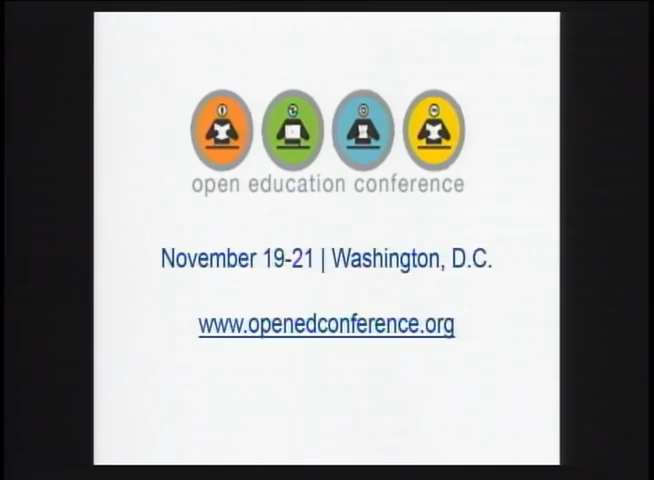 open education conference
November 19-21 | Washington, D.C.
www.openedconference.org